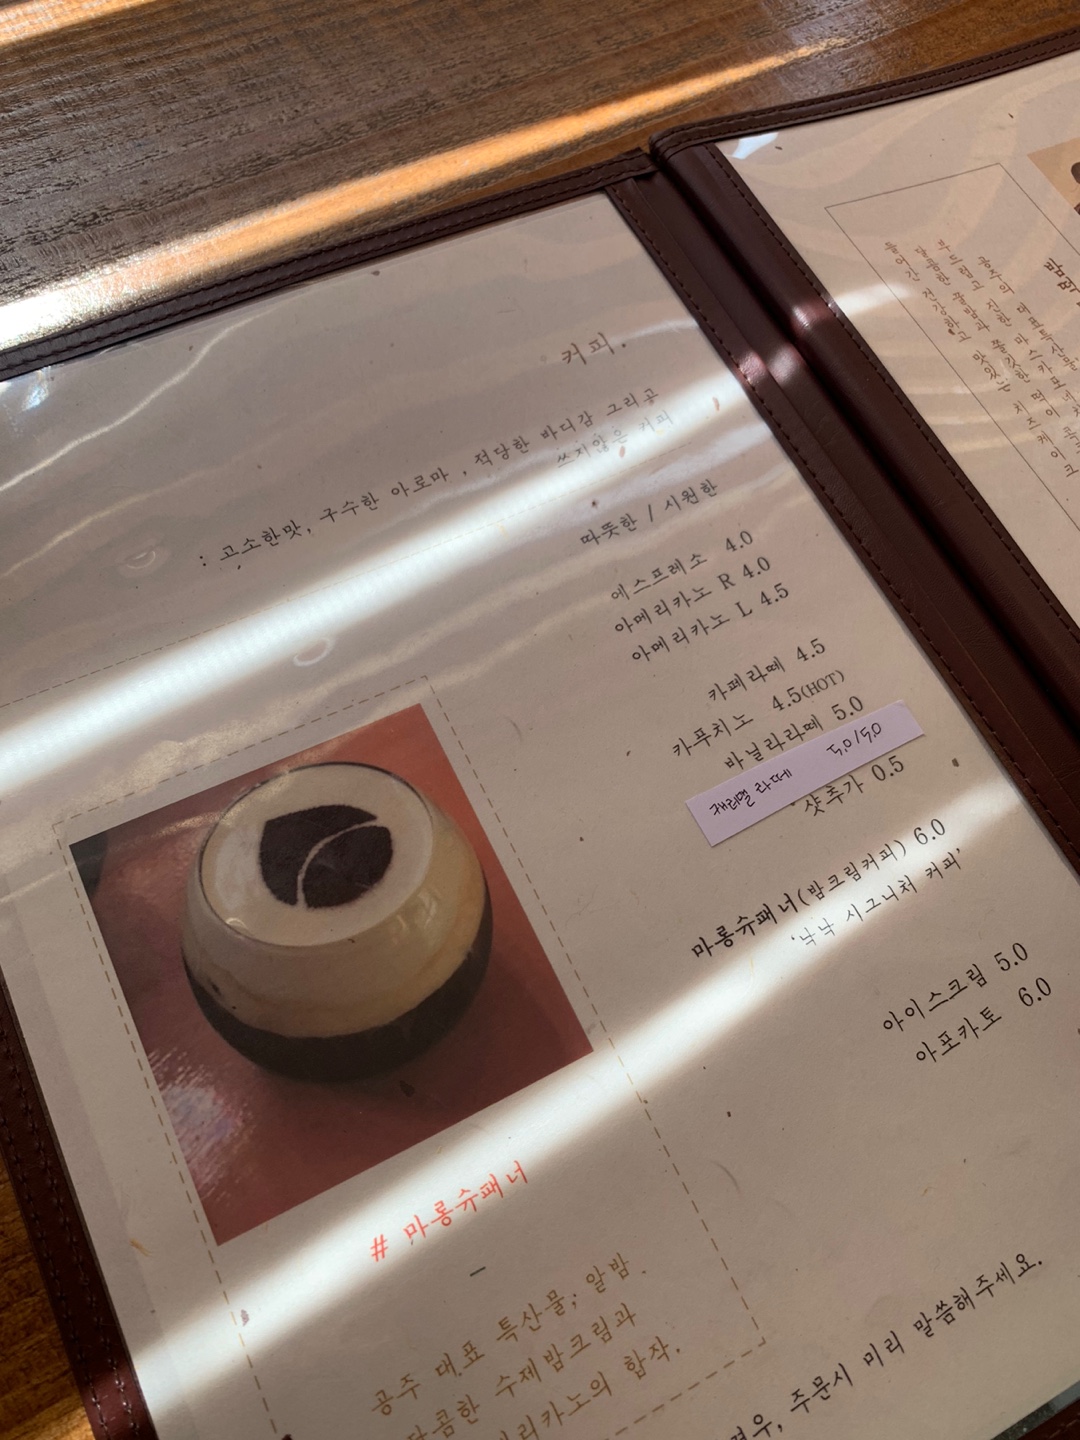 커피.
: 고소한맛, 구수한 아로마 , 적당한 바디감 그리고
쓰지않은 커피
따뜻한 / 시원한
에스프레소 4.0
아메리카노 R 4.0
아메리카노 L 4.5
카페라떼 4.5
카푸치노 4.5(HOT)
바닐라라떼 5.0
캐러멜 라떼 5.0/5.0
샷추가 0.5
마롱슈패너(밤크림커피) 6.0
'낙낙 시그니처 커피'
아이스크림 5.0
아포카토 6.0
# 마롱슈패너
공주 대표 특산물; 알밤
달콤한 수제밤크림과
의 합작.
주문시 미리 말씀해주세요.